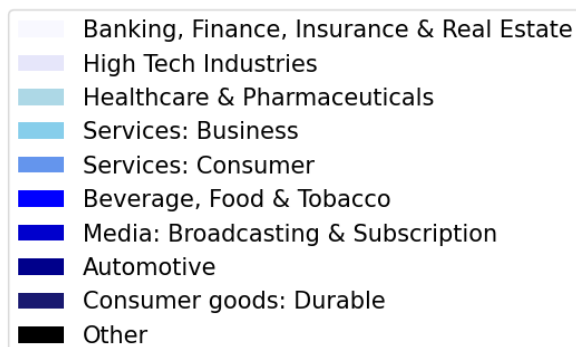 Banking, Finance, Insurance & Real Estate
High Tech Industries
Healthcare & Pharmaceuticals
Services: Business
Services: Consumer
Beverage, Food & Tobacco
Media: Broadcasting & Subscription
Automotive
Consumer goods: Durable
Other